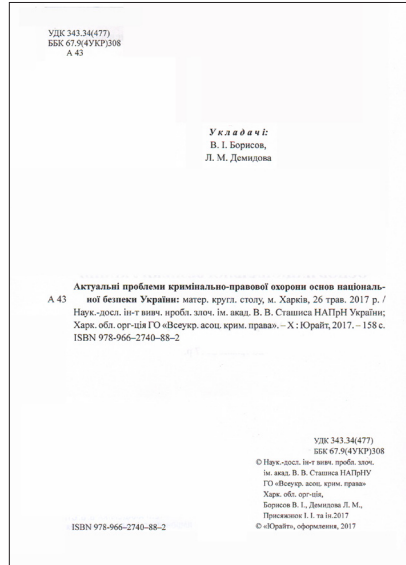 УДК 343.34(477)
ББК 67.9(4УКР)308
А 43
Укладачі:
В. І. Борисов,
Л. М. Демидова
Актуальні проблеми кримінально-правової охорони основ національ-
А 43 ної безпеки України: матер. кругл. столу, м. Харків, 26 трав. 2017 р. /
Наук.-досл. ін-т вивч. пробл. злоч. ім. акад. В. В. Сташиса НАПрН України;
Харк. обл. орг-ція ГО «Всеукр. асоц. крим. права». – Х : Юрайт, 2017. – 158 с.
ISBN 978-966–2740–88–2
УДК 343.34(477)
ББК 67.9(4УКР)308
© Наук.-досл. ін-т вивч. пробл. злоч.
ім. акад. В. В. Сташиса НАПрНУ
ГО «Всеукр. асоц. крим. права»
Харк. обл. орг-ція,
Борисов В. І., Демидова Л. М.,
Присяжнюк І. І. та ін.2017
ISBN 978-966–2740–88–2
© «Юрайт», оформлення, 2017